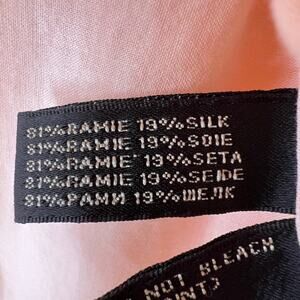 81%RAMIE 19%SILK
81%RAMIE 19%SOIE
81%RAMIE 19%SETA
81%RAMIE 19%SEIDE
81%РАМИ 19%ШЕЛК
NOT BLEACH